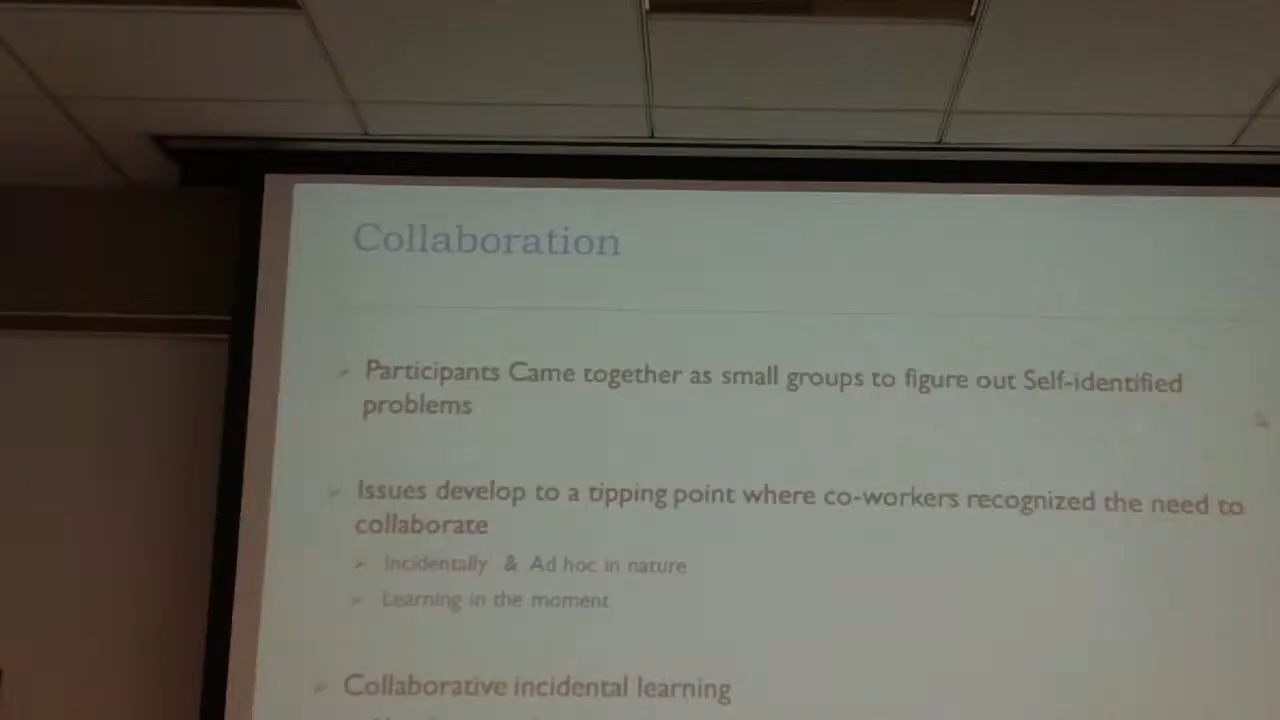 Collaboration
Participants Came together as small groups to figure out Self-identified
problems
Issues develop to a tipping point where co-workers recognized the need to
collaborate
Incidentally & Ad hoc in nature
Learning in the moment
Collaborative incidental learning